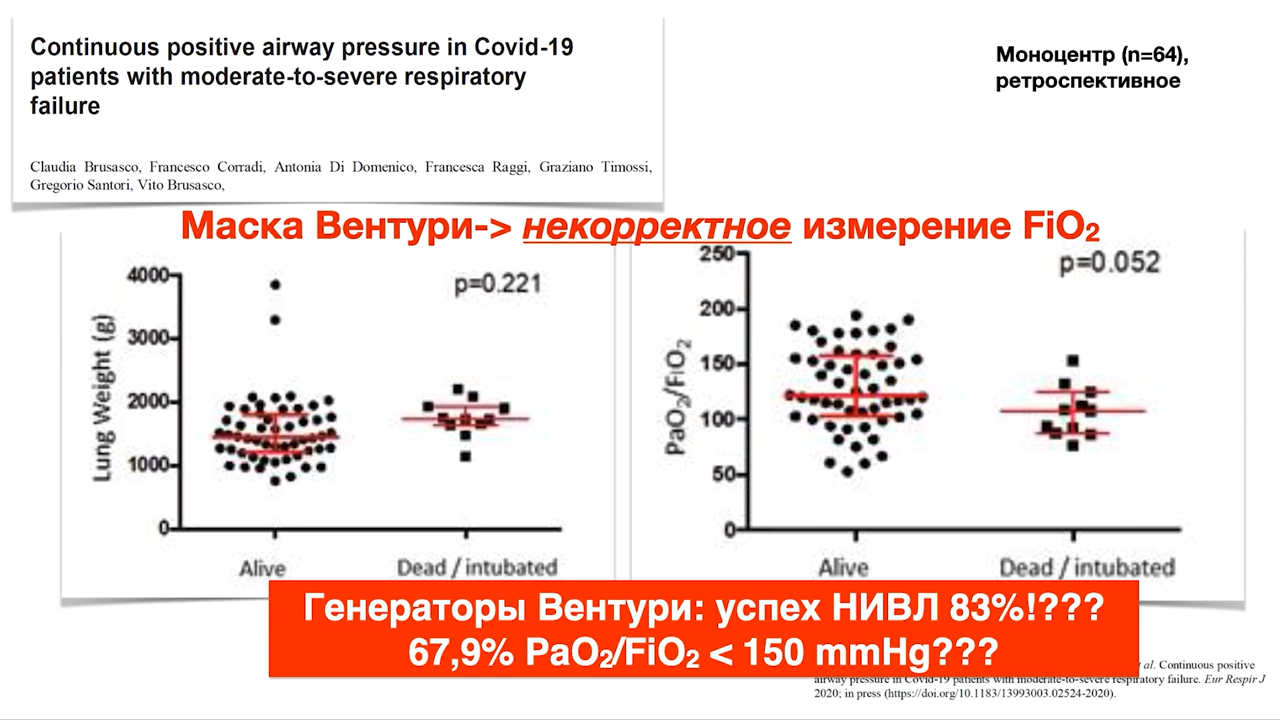 Continuous positive airway pressure in Covid-19
patients with moderate-to-severe respiratory
failure
Claudia Brusasco, Francesco Corradi, Antonia Di Domenico, Francesca Raggi, Graziano Timossi,
Gregorio Santori, Vito Brusasco,
Моноцентр (n=64),
ретроспективное
Маска Вентури-> некорректное измерение FiO₂
Lung Weight (g)
4000
3000
2000
1000
0
p=0.221
Alive
Dead / intubated
PaO₂/FiO₂
250
200
150
100
50
0
p=0.052
Alive
Dead / intubated
Генераторы Вентури: успех НИВЛ 83%!???
67,9% PaO₂/FiO₂ < 150 mmHg???
et al. Continuous positive
airway pressure in Covid-19 patients with moderate-to-severe respiratory failure. Eur Respir J
2020; in press (https://doi.org/10.1183/13993003.02524-2020).